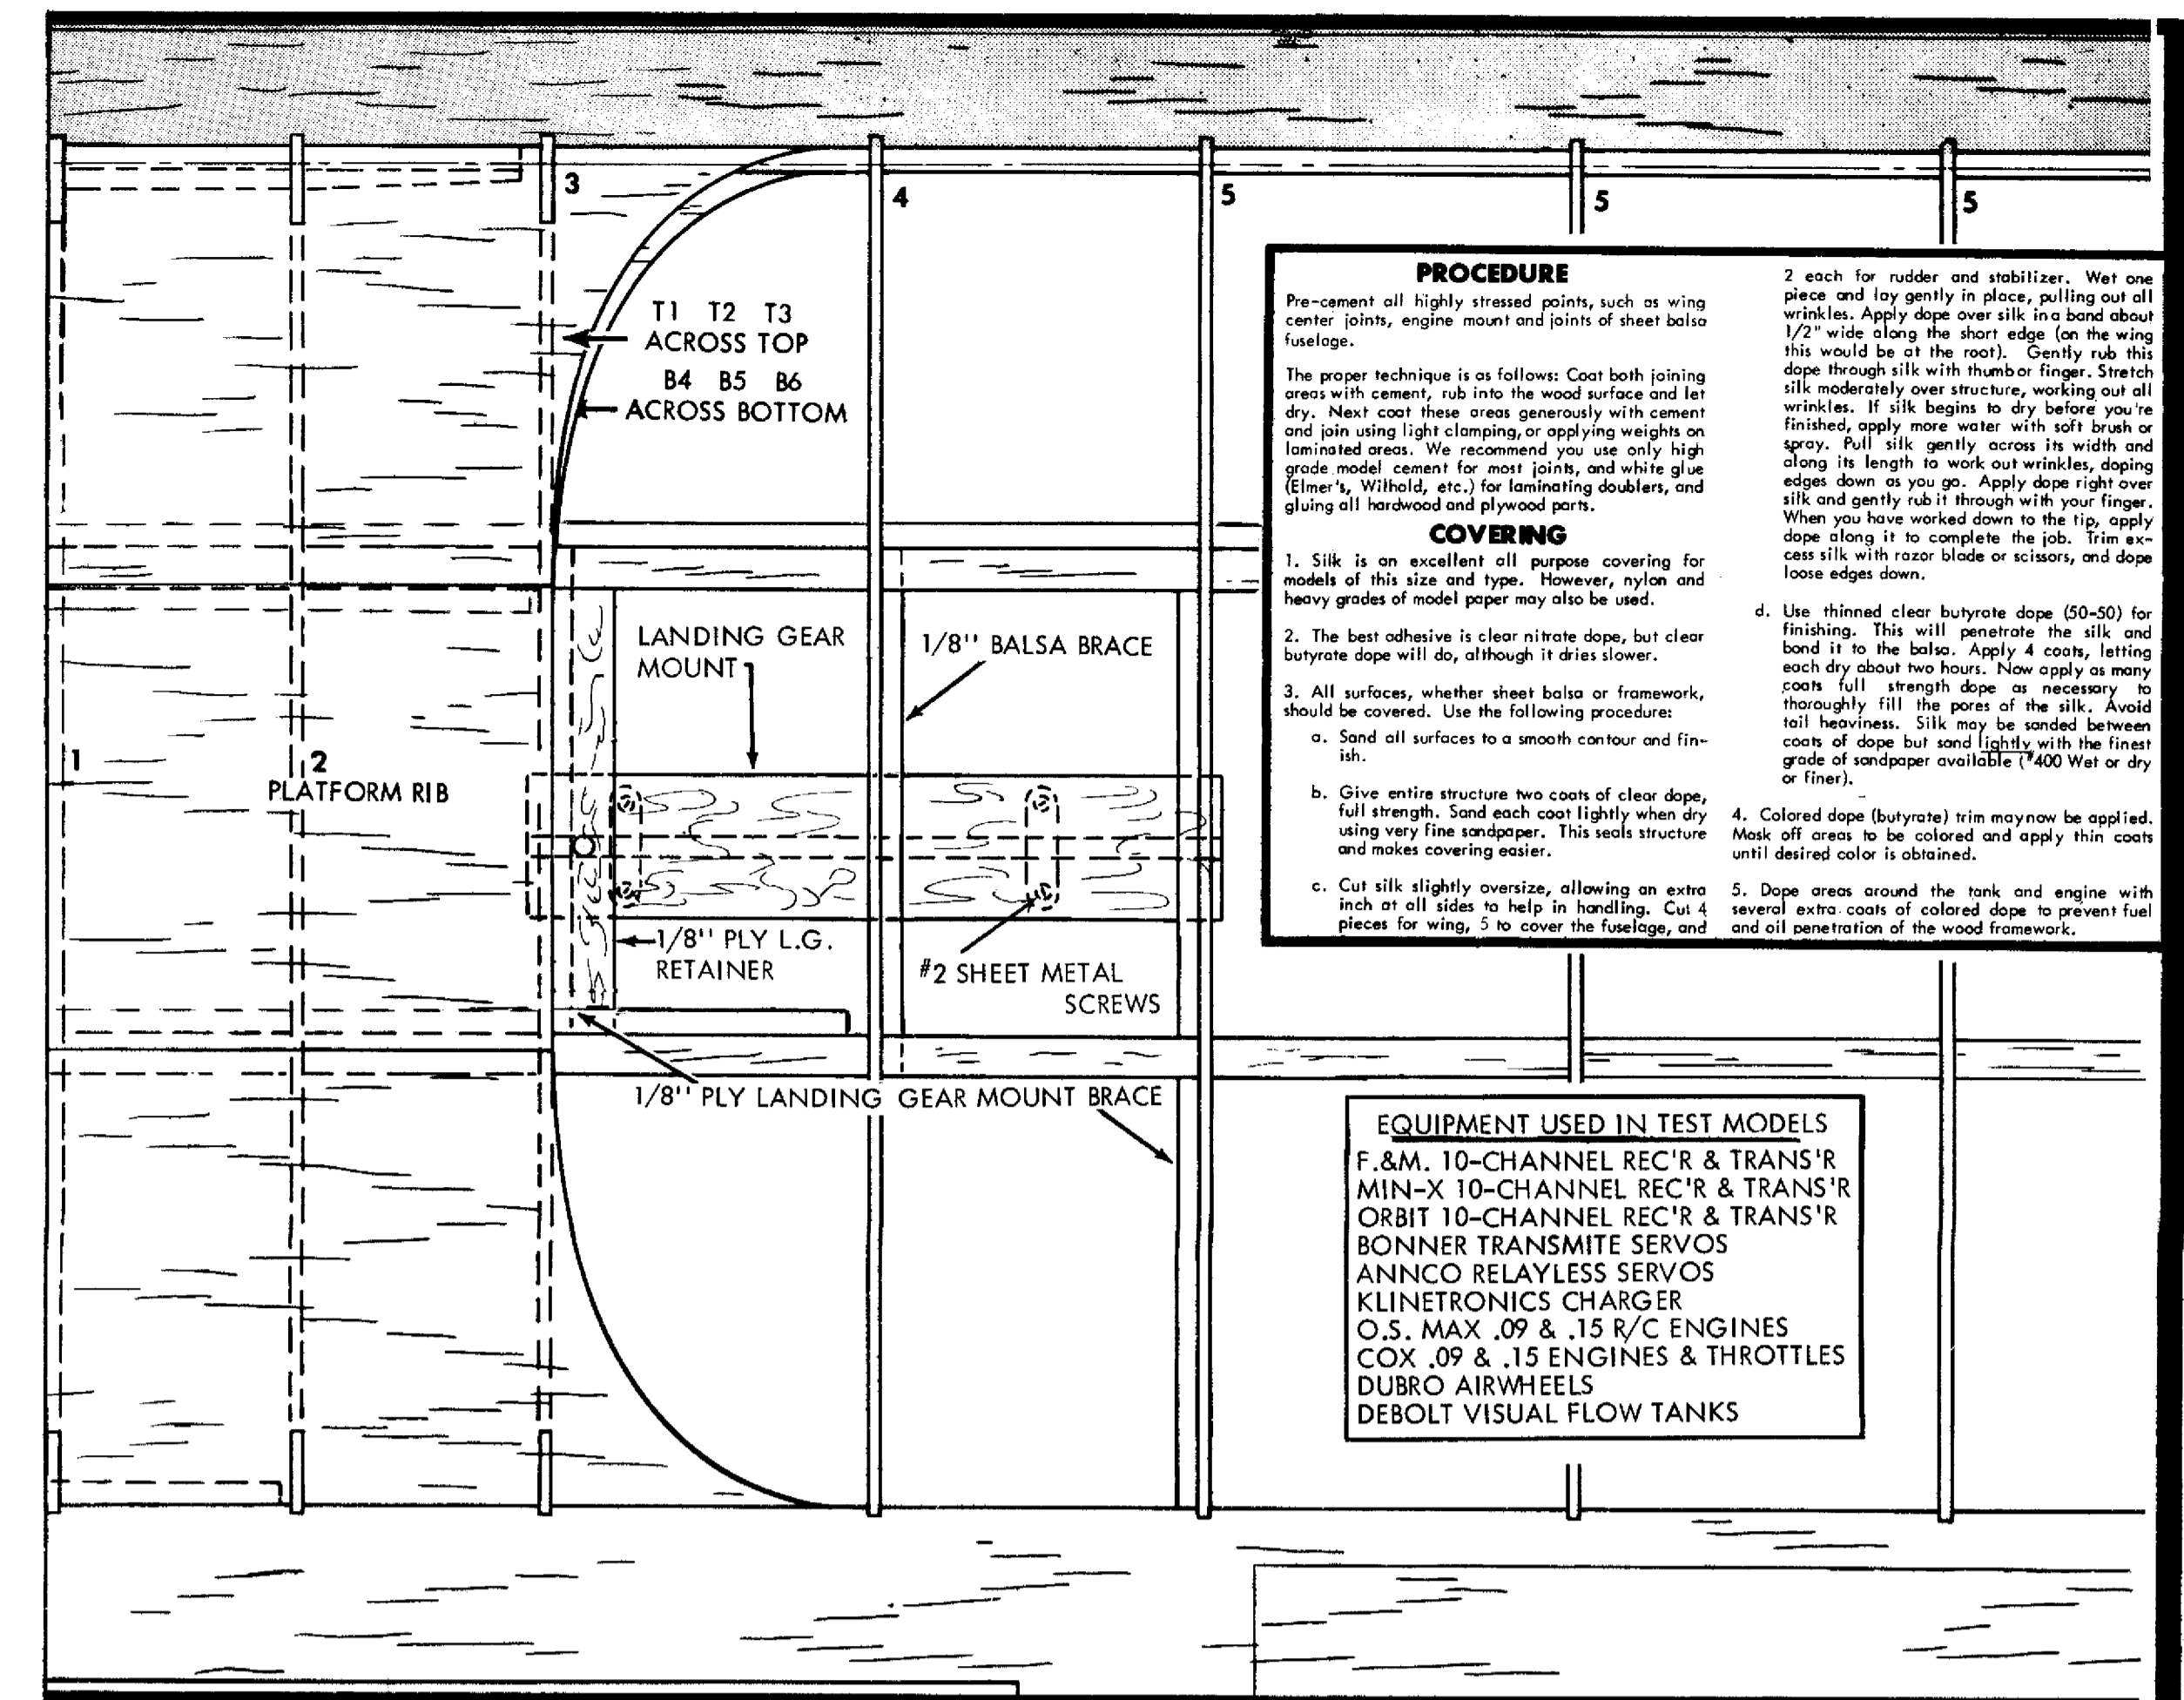 3
4
5
5
5
T1 T2 T3
ACROSS TOP
B4 B5 B6
ACROSS BOTTOM
LANDING GEAR
MOUNT
1/8" BALSA BRACE
1
2
PLATFORM RIB
1/8" PLY L.G.
RETAINER
#2 SHEET METAL
SCREWS
1/8" PLY LANDING GEAR MOUNT BRACE
PROCEDURE
Pre-cement all highly stressed points, such as wing
center joints, engine mount and joints of sheet balsa
fuselage.
The proper technique is as follows: Coat both joining
areas with cement, rub into the wood surface and let
dry. Next coat these areas generously with cement
and join using light clamping, or applying weights on
laminated areas. We recommend you use only high
grade model cement for most joints, and white glue
(Elmer's, Wilhold, etc.) for laminating doublers, and
gluing all hardwood and plywood parts.
COVERING
1. Silk is an excellent all purpose covering for
models of this size and type. However, nylon and
heavy grades of model paper may also be used.
2. The best adhesive is clear nitrate dope, but clear
butyrate dope will do, although it dries slower.
3. All surfaces, whether sheet balsa or framework,
should be covered. Use the following procedure:
a. Sand all surfaces to a smooth contour and fin-
ish.
b. Give entire structure two coats of clear dope,
full strength. Sand each coat lightly when dry
using very fine sandpaper. This seals structure
and makes covering easier.
c. Cut silk slightly oversize, allowing an extra
inch at all sides to help in handling. Cut 4
pieces for wing, 5 to cover the fuselage, and
2 each for rudder and stabilizer. Wet one
piece and lay gently in place, pulling out all
wrinkles. Apply dope over silk in a band about
1/2" wide along the short edge (on the wing
this would be at the root). Gently rub this
dope through silk with thumb or finger. Stretch
silk moderately over structure, working out all
wrinkles. If silk begins to dry before you're
finished, apply more water with soft brush or
spray. Pull silk gently across its width and
along its length to work out wrinkles, doping
edges down as you go. Apply dope right over
silk and gently rub it through with your finger.
When you have worked down to the tip, apply
dope along it to complete the job. Trim ex-
cess silk with razor blade or scissors, and dope
loose edges down.
d. Use thinned clear butyrate dope (50-50) for
finishing. This will penetrate the silk and
bond it to the balsa. Apply 4 coats, letting
each dry about two hours. Now apply as many
coats full strength dope as necessary to
thoroughly fill the pores of the silk. Avoid
tail heaviness. Silk may be sanded between
coats of dope but sand lightly with the finest
grade of sandpaper available (#400 Wet or dry
or finer).
4. Colored dope (butyrate) trim may now be applied.
Mask off areas to be colored and apply thin coats
until desired color is obtained.
5. Dope areas around the tank and engine with
several extra coats of colored dope to prevent fuel
and oil penetration of the wood framework.
EQUIPMENT USED IN TEST MODELS
F.&M. 10-CHANNEL REC'R & TRANS'R
MIN-X 10-CHANNEL REC'R & TRANS'R
ORBIT 10-CHANNEL REC'R & TRANS'R
BONNER TRANSMITE SERVOS
ANNCO RELAYLESS SERVOS
KLINETRONICS CHARGER
O.S. MAX .09 & .15 R/C ENGINES
COX .09 & .15 ENGINES & THROTTLES
DUBRO AIRWHEELS
DEBOLT VISUAL FLOW TANKS